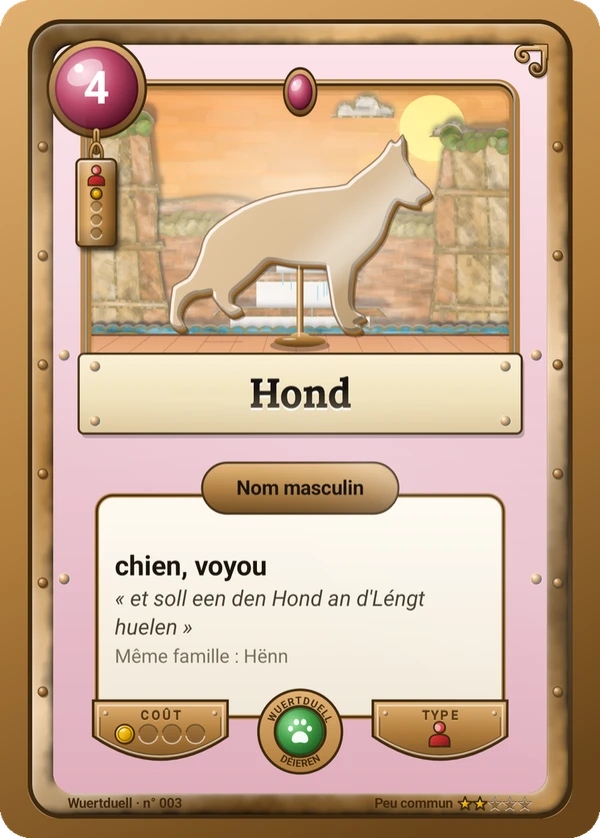 4
Hond
Nom masculin
chien, voyou
« et soll een den Hond an d'Léngt
huelen »
Même famille : Hënn
COÛT
WUERTDUELL
DÉIEREN
TYPE
Wuertduell · n° 003
Peu commun